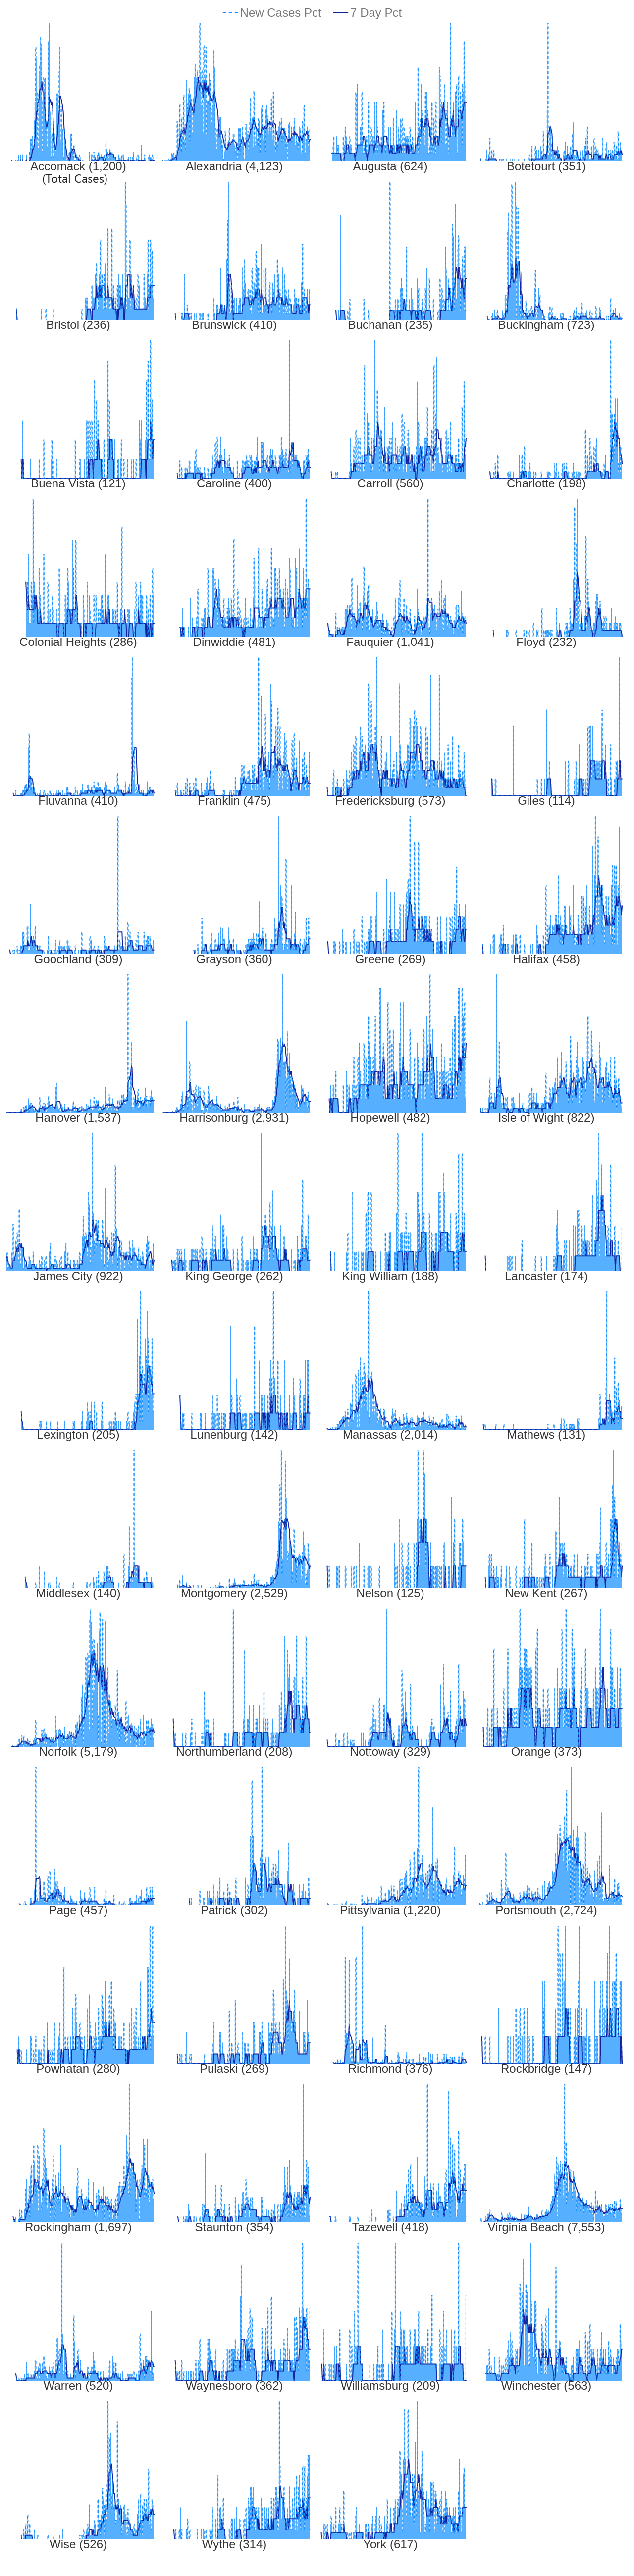 New Cases Pct 7 Day Pct
Accomack (1,200) Alexandria (4,123) Augusta (624) Botetourt (351)
(Total Cases)
Bristol (236) Brunswick (410) Buchanan (235) Buckingham (723)
Buena Vista (121) Caroline (400) Carroll (560) Charlotte (198)
Colonial Heights (286) Dinwiddie (481) Fauquier (1,041) Floyd (232)
Fluvanna (410) Franklin (475) Fredericksburg (573) Giles (114)
Goochland (309) Grayson (360) Greene (269) Halifax (458)
Hanover (1,537) Harrisonburg (2,931) Hopewell (482) Isle of Wight (822)
James City (922) King George (262) King William (188) Lancaster (174)
Lexington (205) Lunenburg (142) Manassas (2,014) Mathews (131)
Middlesex (140) Montgomery (2,529) Nelson (125) New Kent (267)
Norfolk (5,179) Northumberland (208) Nottoway (329) Orange (373)
Page (457) Patrick (302) Pittsylvania (1,220) Portsmouth (2,724)
Powhatan (280) Pulaski (269) Richmond (376) Rockbridge (147)
Rockingham (1,697) Staunton (354) Tazewell (418) Virginia Beach (7,553)
Warren (520) Waynesboro (362) Williamsburg (209) Winchester (563)
Wise (526) Wythe (314) York (617)